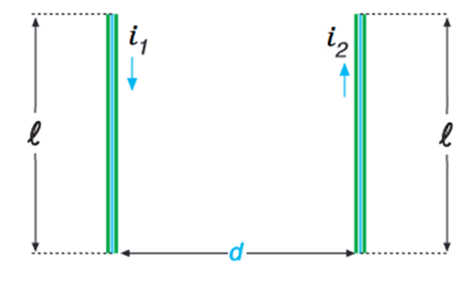 i₁ i₂
ℓ ℓ
d